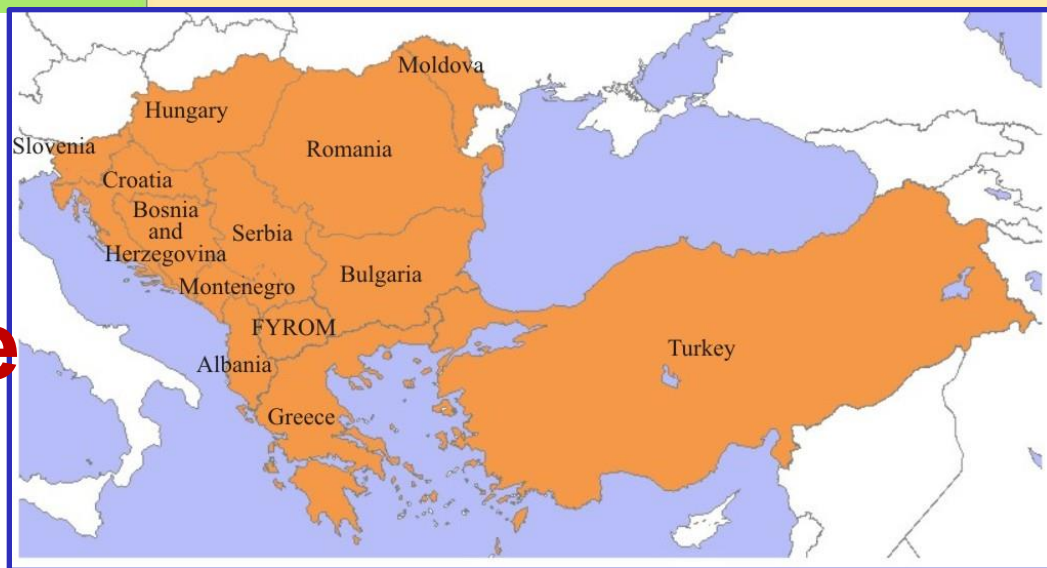 Moldova
Hungary
Slovenia
Romania
Croatia
Bosnia
and
Herzegovina
Serbia
Bulgaria
Montenegro
FYROM
e
Albania
Turkey
Greece